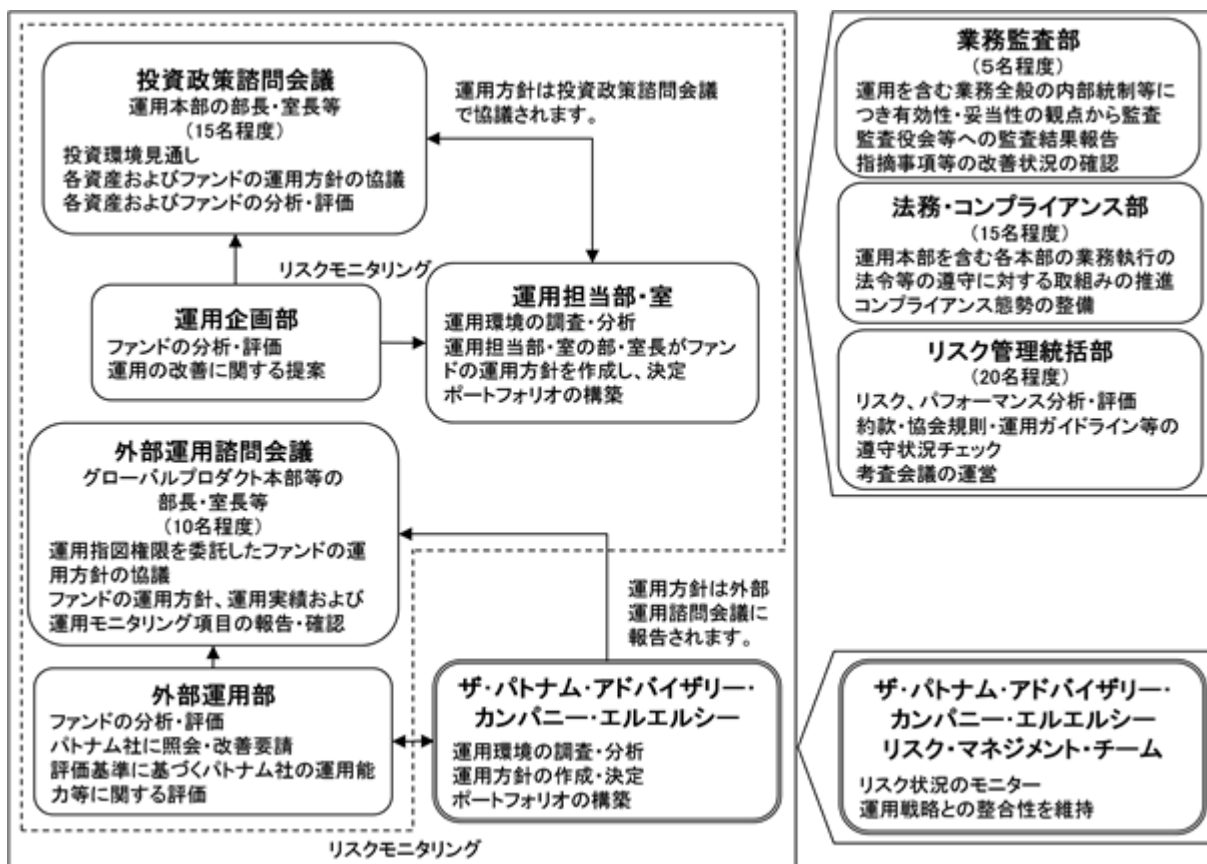 投資政策諮問会議
運用本部の部長・室長等
(15名程度)
投資環境見通し
各資産およびファンドの運用方針の協議
各資産およびファンドの分析・評価
運用方針は投資政策諮問会議
で協議されます。
リスクモニタリング
運用企画部
ファンドの分析・評価
運用の改善に関する提案
運用担当部・室
運用環境の調査・分析
運用担当部・室の部・室長がファン
ドの運用方針を作成し、決定
ポートフォリオの構築
外部運用諮問会議
グローバルプロダクト本部等の
部長・室長等
(10名程度)
運用指図権限を委託したファンドの運
用方針の協議
ファンドの運用方針、運用実績および
運用モニタリング項目の報告・確認
運用方針は外部
運用諮問会議に
報告されます。
外部運用部
ファンドの分析・評価
パトナム社に照会・改善要請
評価基準に基づくパトナム社の運用能
力等に関する評価
ザ・パトナム・アドバイザリー・
カンパニー・エルエルシー
運用環境の調査・分析
運用方針の作成・決定
ポートフォリオの構築
リスクモニタリング
業務監査部
(5名程度)
運用を含む業務全般の内部統制等に
つき有効性・妥当性の観点から監査
監査役会等への監査結果報告
指摘事項等の改善状況の確認
法務・コンプライアンス部
(15名程度)
運用本部を含む各本部の業務執行の
法令等の遵守に対する取組みの推進
コンプライアンス態勢の整備
リスク管理統括部
(20名程度)
リスク、パフォーマンス分析・評価
約款・協会規則・運用ガイドライン等の
遵守状況チェック
考査会議の運営
ザ・パトナム・アドバイザリー・
カンパニー・エルエルシー
リスク・マネジメント・チーム
リスク状況のモニター
運用戦略との整合性を維持